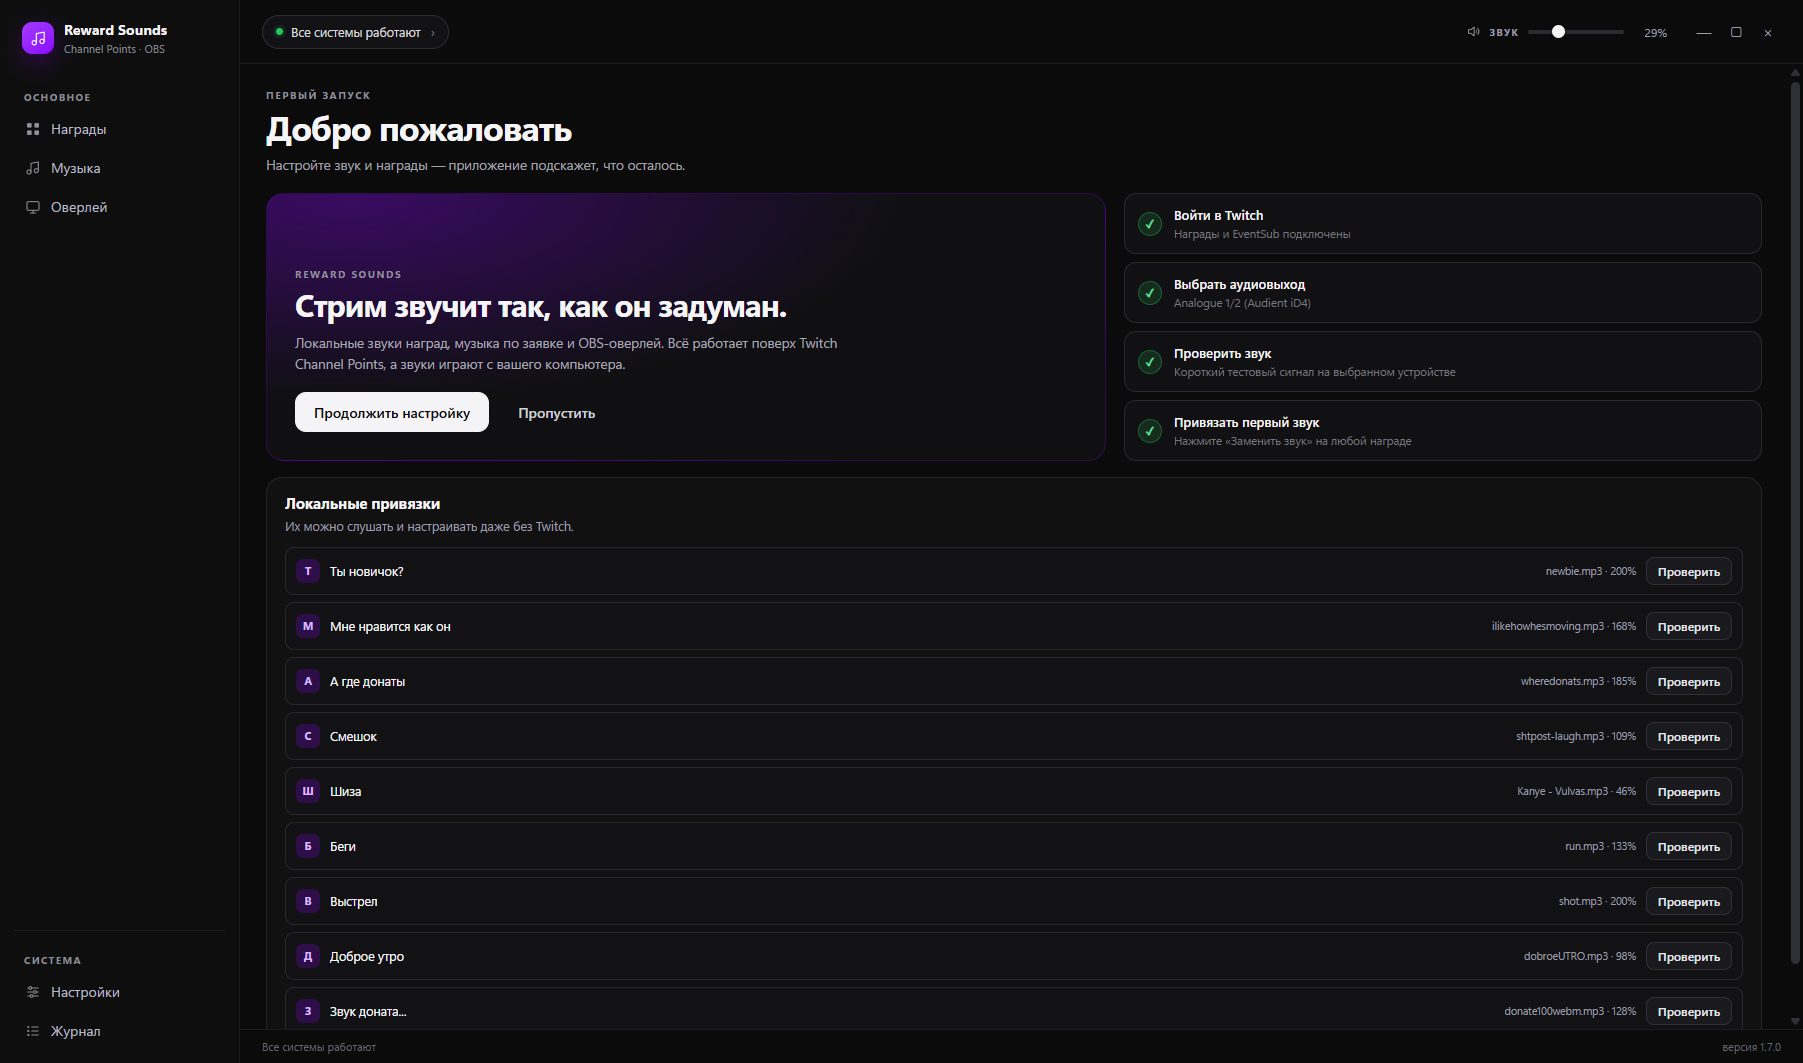 Reward Sounds
Channel Points · OBS
ОСНОВНОЕ
Награды
Музыка
Оверлей
СИСТЕМА
Настройки
Журнал
Все системы работают ›
ЗВУК
29%
ПЕРВЫЙ ЗАПУСК
Добро пожаловать
Настройте звук и награды — приложение подскажет, что осталось.
REWARD SOUNDS
Стрим звучит так, как он задуман.
Локальные звуки наград, музыка по заявке и OBS-оверлей. Всё работает поверх Twitch
Channel Points, а звуки играют с вашего компьютера.
Продолжить настройку
Пропустить
Войти в Twitch
Награды и EventSub подключены
Выбрать аудиовыход
Analogue 1/2 (Audient iD4)
Проверить звук
Короткий тестовый сигнал на выбранном устройстве
Привязать первый звук
Нажмите «Заменить звук» на любой награде
Локальные привязки
Их можно слушать и настраивать даже без Twitch.
Т Ты новичок? newbie.mp3 · 200% Проверить
М Мне нравится как он ilikehowhesmoving.mp3 · 168% Проверить
А А где донаты wheredonats.mp3 · 185% Проверить
С Смешок shtpost-laugh.mp3 · 109% Проверить
Ш Шиза Kanye - Vulvas.mp3 · 46% Проверить
Б Беги run.mp3 · 133% Проверить
В Выстрел shot.mp3 · 200% Проверить
Д Доброе утро dobroeUTRO.mp3 · 98% Проверить
З Звук доната... donate100webm.mp3 · 128% Проверить
Все системы работают
версия 1.7.0